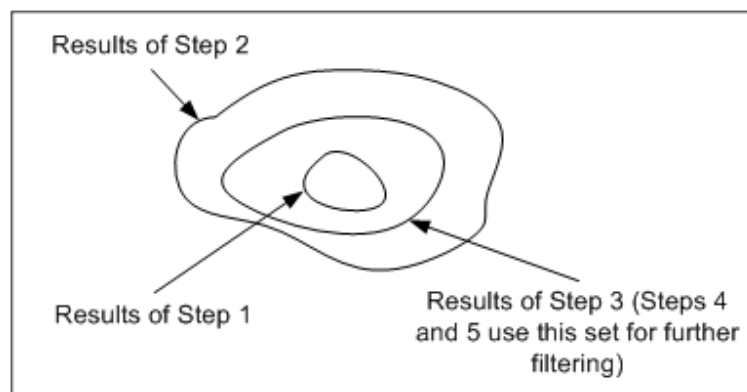 Results of Step 2
Results of Step 1
Results of Step 3 (Steps 4
and 5 use this set for further
filtering)